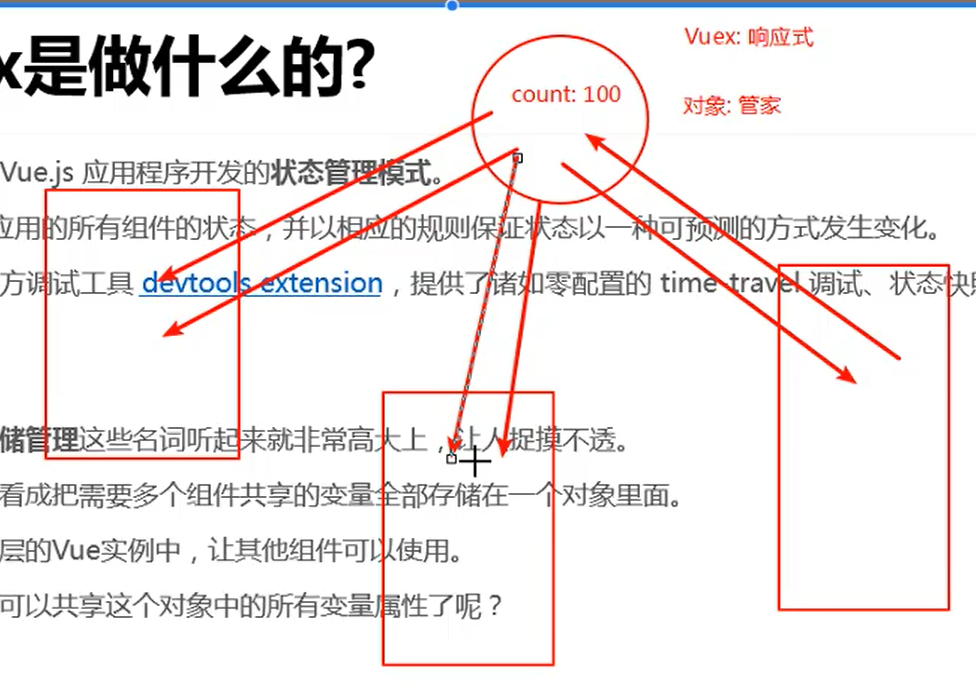 x是做什么的?
count: 100
Vuex: 响应式
对象: 管家
Vue.js 应用程序开发的状态管理模式。
应用的所有组件的状态，并以相应的规则保证状态以一种可预测的方式发生变化。
方调试工具 devtools extension，提供了诸如零配置的 time-travel 调试、状态快照
储管理这些名词听起来就非常高大上，让人捉摸不透。
看成把需要多个组件共享的变量全部存储在一个对象里面。
层的Vue实例中，让其他组件可以使用。
可以共享这个对象中的所有变量属性了呢？